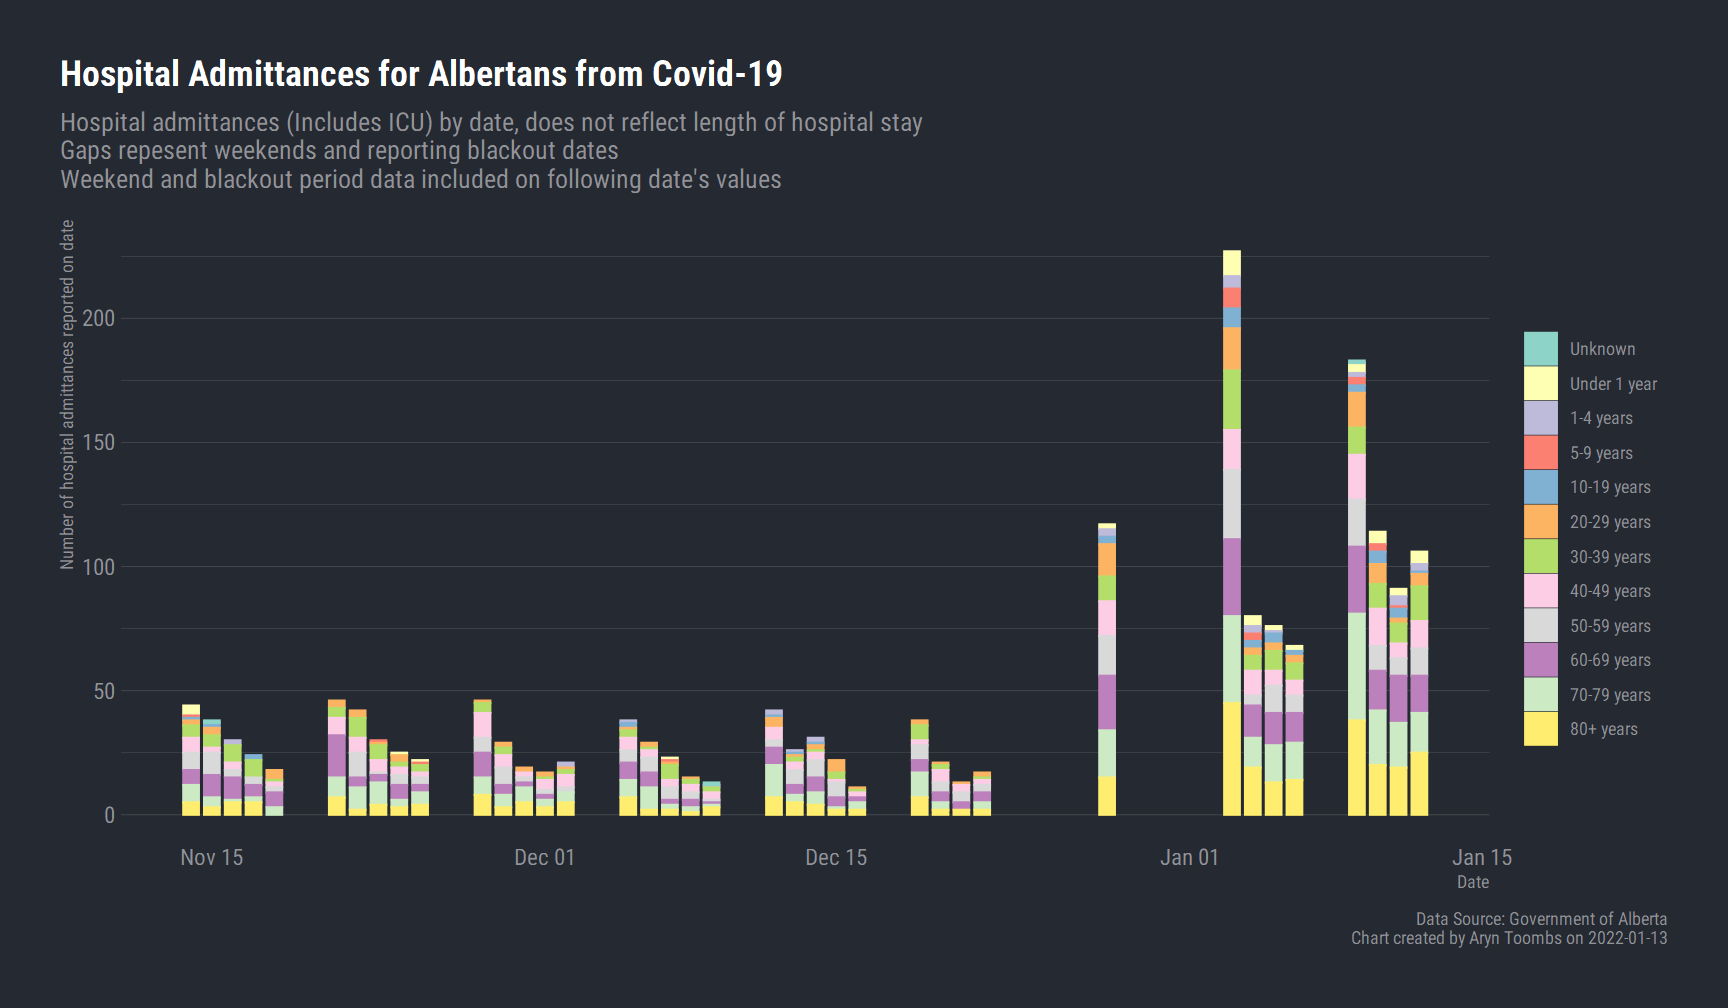 Hospital Admittances for Albertans from Covid-19
Hospital admittances (Includes ICU) by date, does not reflect length of hospital stay
Gaps repesent weekends and reporting blackout dates
Weekend and blackout period data included on following date's values
Number of hospital admittances reported on date
200
150
100
50
0
Nov 15
Dec 01
Dec 15
Jan 01
Jan 15
Date
Unknown
Under 1 year
1-4 years
5-9 years
10-19 years
20-29 years
30-39 years
40-49 years
50-59 years
60-69 years
70-79 years
80+ years
Data Source: Government of Alberta
Chart created by Aryn Toombs on 2022-01-13